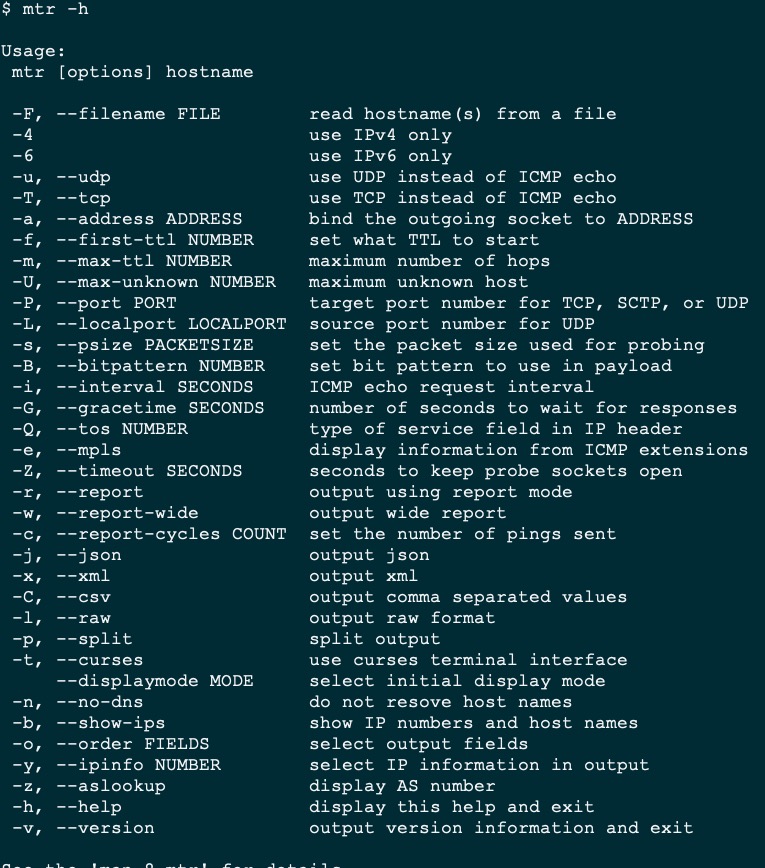 $ mtr -h
Usage:
mtr [options] hostname
-F, --filename FILE read hostname(s) from a file
-4 use IPv4 only
-6 use IPv6 only
-u, --udp use UDP instead of ICMP echo
-T, --tcp use TCP instead of ICMP echo
-a, --address ADDRESS bind the outgoing socket to ADDRESS
-f, --first-ttl NUMBER set what TTL to start
-m, --max-ttl NUMBER maximum number of hops
-U, --max-unknown NUMBER maximum unknown host
-P, --port PORT target port number for TCP, SCTP, or UDP
-L, --localport LOCALPORT source port number for UDP
-s, --psize PACKETSIZE set the packet size used for probing
-B, --bitpattern NUMBER set bit pattern to use in payload
-i, --interval SECONDS ICMP echo request interval
-G, --gracetime SECONDS number of seconds to wait for responses
-Q, --tos NUMBER type of service field in IP header
-e, --mpls display information from ICMP extensions
-Z, --timeout SECONDS seconds to keep probe sockets open
-r, --report output using report mode
-w, --report-wide output wide report
-c, --report-cycles COUNT set the number of pings sent
-j, --json output json
-x, --xml output xml
-C, --csv output comma separated values
-l, --raw output raw format
-p, --split split output
-t, --curses use curses terminal interface
--displaymode MODE select initial display mode
-n, --no-dns do not resove host names
-b, --show-ips show IP numbers and host names
-o, --order FIELDS select output fields
-y, --ipinfo NUMBER select IP information in output
-z, --aslookup display AS number
-h, --help display this help and exit
-v, --version output version information and exit
See the 'man 8 mtr' for details.